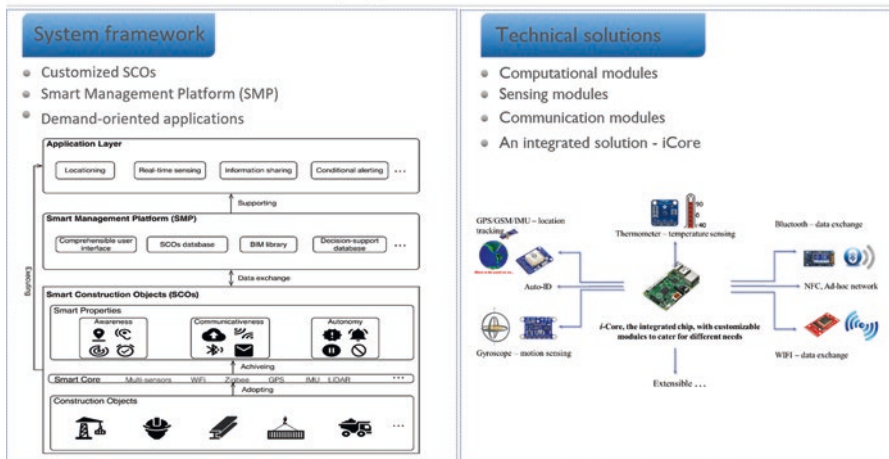 System framework
Customized SCOs
Smart Management Platform (SMP)
Demand-oriented applications
Application Layer
Locationing
Real-time sensing
Information sharing
Conditional alerting
...
Supporting
Smart Management Platform (SMP)
Comprehensible user
interface
SCOs database
BIM library
Decision-support
database
...
Executing
Data exchange
Smart Construction Objects (SCOs)
Smart Properties
Awareness
Communicativeness
Autonomy
Achieving
Smart Core
Multi-sensors
WiFi
Zigbee
GPS
IMU
LiDAR
...
Adopting
Construction Objects
...
Technical solutions
Computational modules
Sensing modules
Communication modules
An integrated solution - iCore
GPS/GSM/IMU – location
tracking
Thermometer – temperature sensing
Bluetooth – data exchange
Auto-ID
NFC, Ad-hoc network
i-Core, the integrated chip, with customizable
modules to cater for different needs
Gyroscope – motion sensing
WIFI – data exchange
Extensible ...